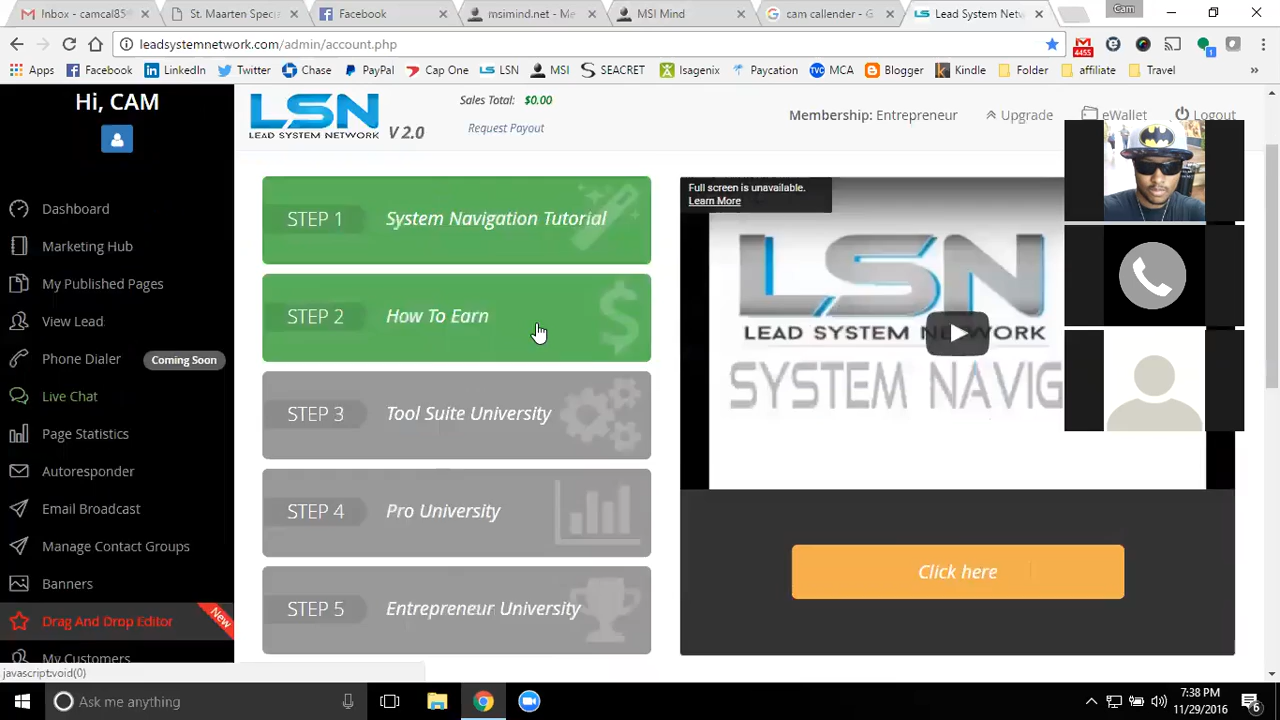 Inbox - camcal85
St. Maarten Speci
Facebook
msimind.net - Me
MSI Mind
cam callender - G
Lead System Netw
Cam
leadsystemnetwork.com/admin/account.php
4455
1
Apps
Facebook
LinkedIn
Twitter
Chase
PayPal
Cap One
LSN
MSI
SEACRET
Isagenix
Paycation
TVC
MCA
Blogger
Kindle
Folder
affiliate
Travel
Hi, CAM
LSN
LEAD SYSTEM NETWORK
V 2.0
Sales Total: $0.00
Request Payout
Membership: Entrepreneur
Upgrade
eWallet
Logout
Dashboard
Marketing Hub
My Published Pages
View Lead
Phone Dialer
Coming Soon
Live Chat
Page Statistics
Autoresponder
Email Broadcast
Manage Contact Groups
Banners
Drag And Drop Editor
New
My Customers
javascript:void(0)
STEP 1 System Navigation Tutorial
STEP 2 How To Earn
STEP 3 Tool Suite University
STEP 4 Pro University
STEP 5 Entrepreneur University
Full screen is unavailable.
Learn More
LSN
LEAD SYSTEM NETWORK
SYSTEM NAVIG
Click here
Ask me anything
7:38 PM
11/29/2016
6